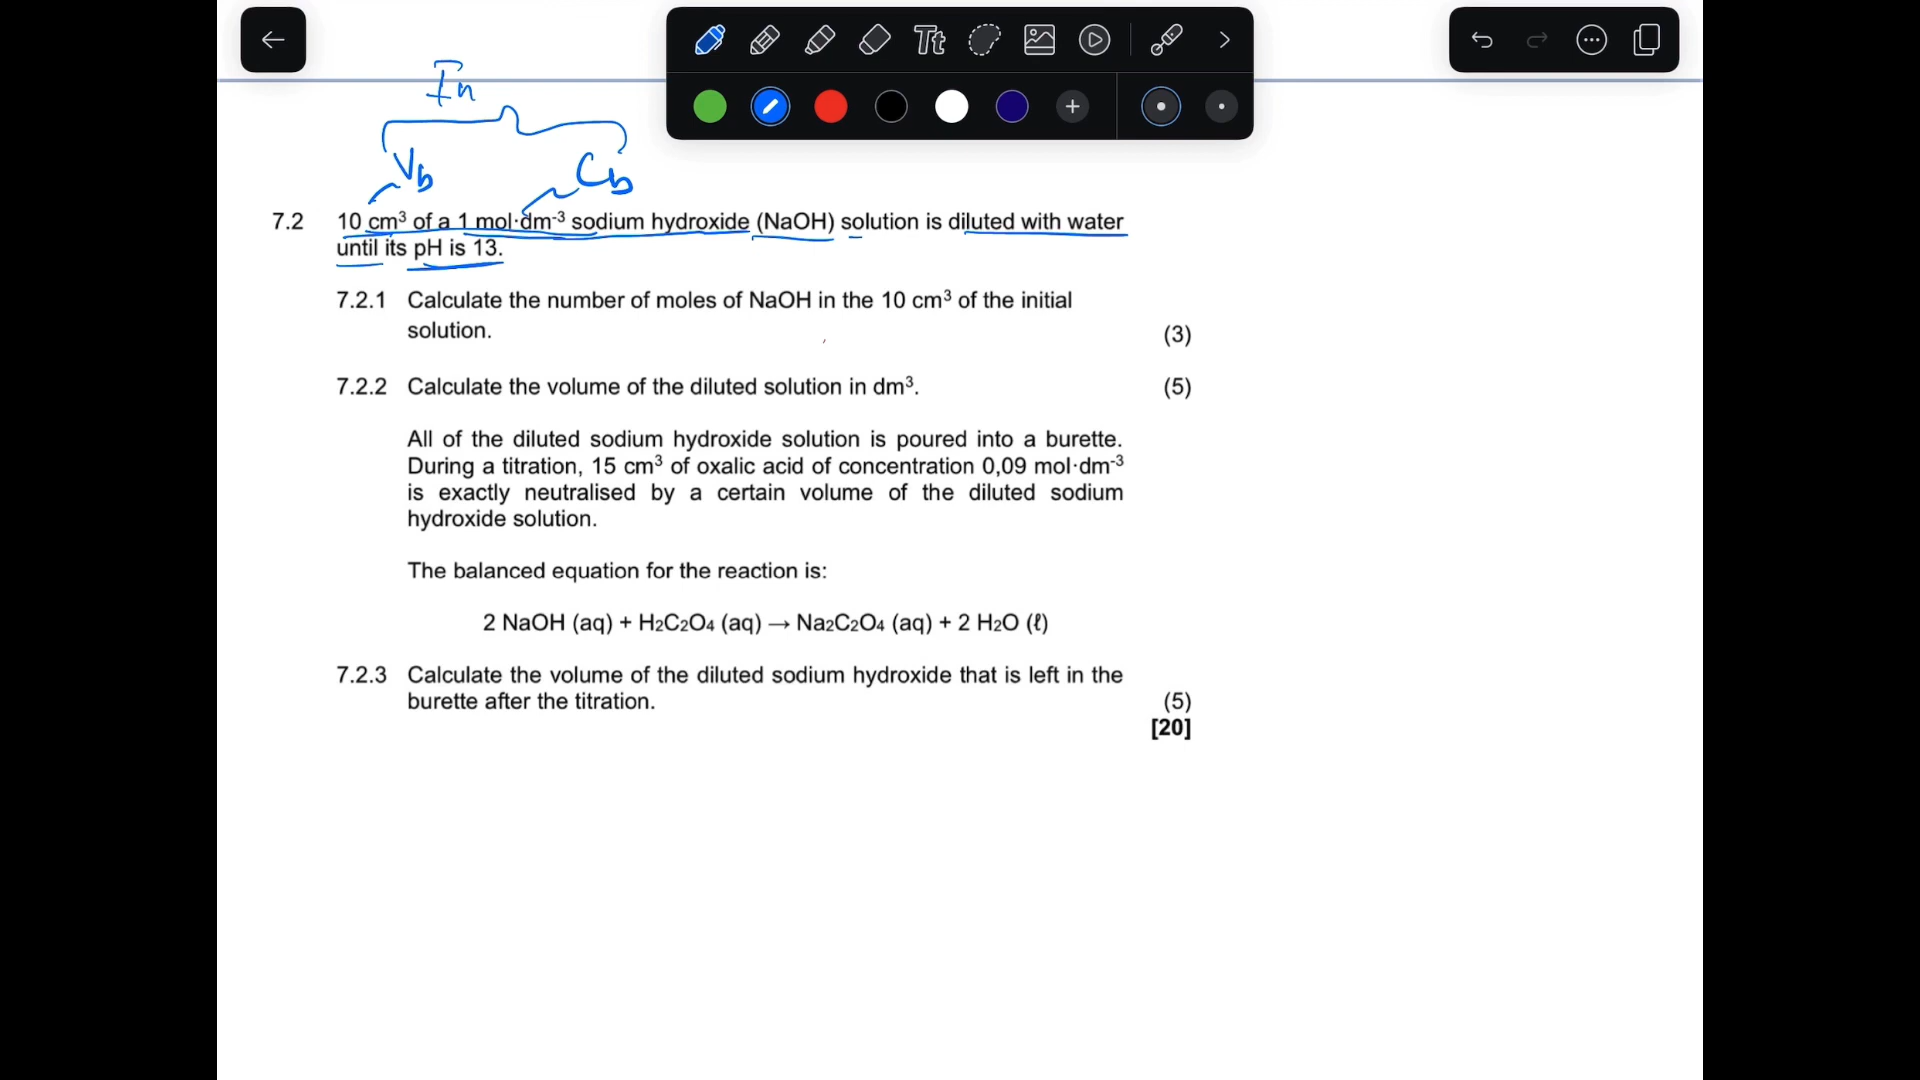 Tt
In
Vb Cb
7.2 10 cm³ of a 1 mol·dm⁻³ sodium hydroxide (NaOH) solution is diluted with water
until its pH is 13.
7.2.1 Calculate the number of moles of NaOH in the 10 cm³ of the initial
solution. (3)
7.2.2 Calculate the volume of the diluted solution in dm³. (5)
All of the diluted sodium hydroxide solution is poured into a burette.
During a titration, 15 cm³ of oxalic acid of concentration 0,09 mol·dm⁻³
is exactly neutralised by a certain volume of the diluted sodium
hydroxide solution.
The balanced equation for the reaction is:
2 NaOH (aq) + H₂C₂O₄ (aq) → Na₂C₂O₄ (aq) + 2 H₂O (ℓ)
7.2.3 Calculate the volume of the diluted sodium hydroxide that is left in the
burette after the titration. (5)
[20]